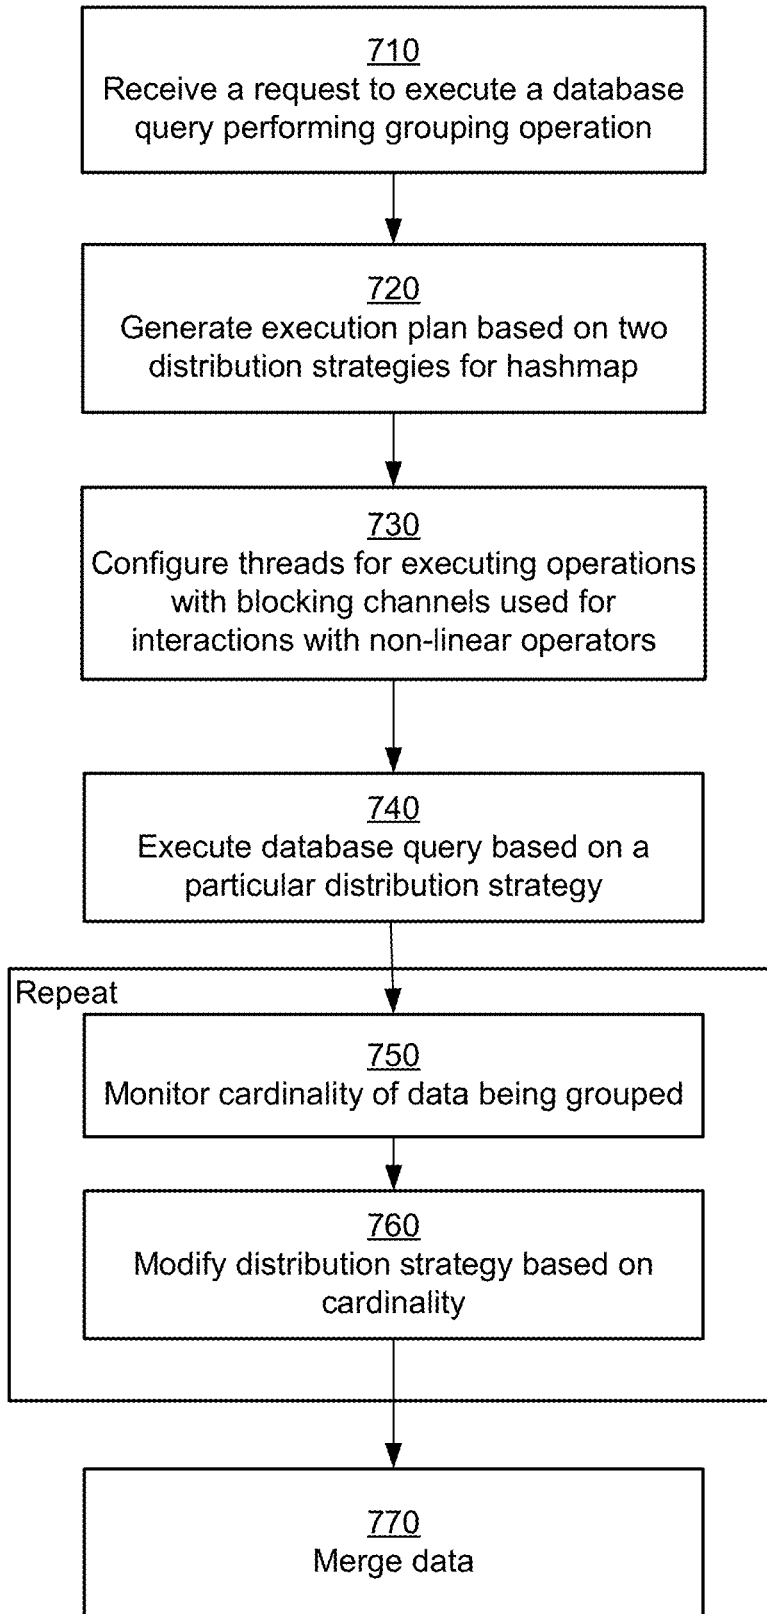 710
Receive a request to execute a database
query performing grouping operation
720
Generate execution plan based on two
distribution strategies for hashmap
730
Configure threads for executing operations
with blocking channels used for
interactions with non-linear operators
740
Execute database query based on a
particular distribution strategy
Repeat
750
Monitor cardinality of data being grouped
760
Modify distribution strategy based on
cardinality
770
Merge data